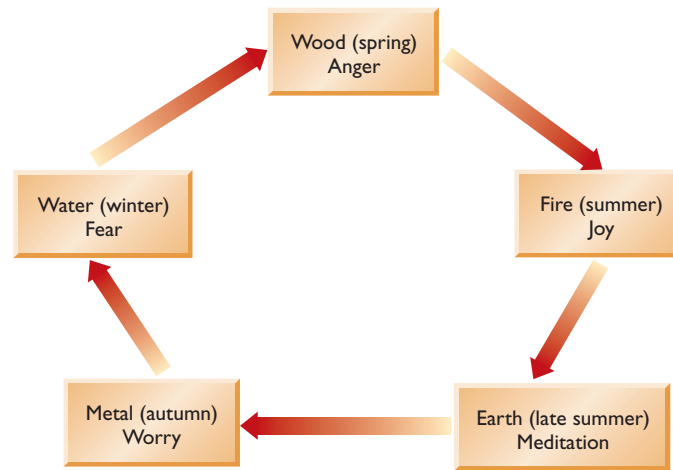 Wood (spring)
Anger
Fire (summer)
Joy
Earth (late summer)
Meditation
Metal (autumn)
Worry
Water (winter)
Fear